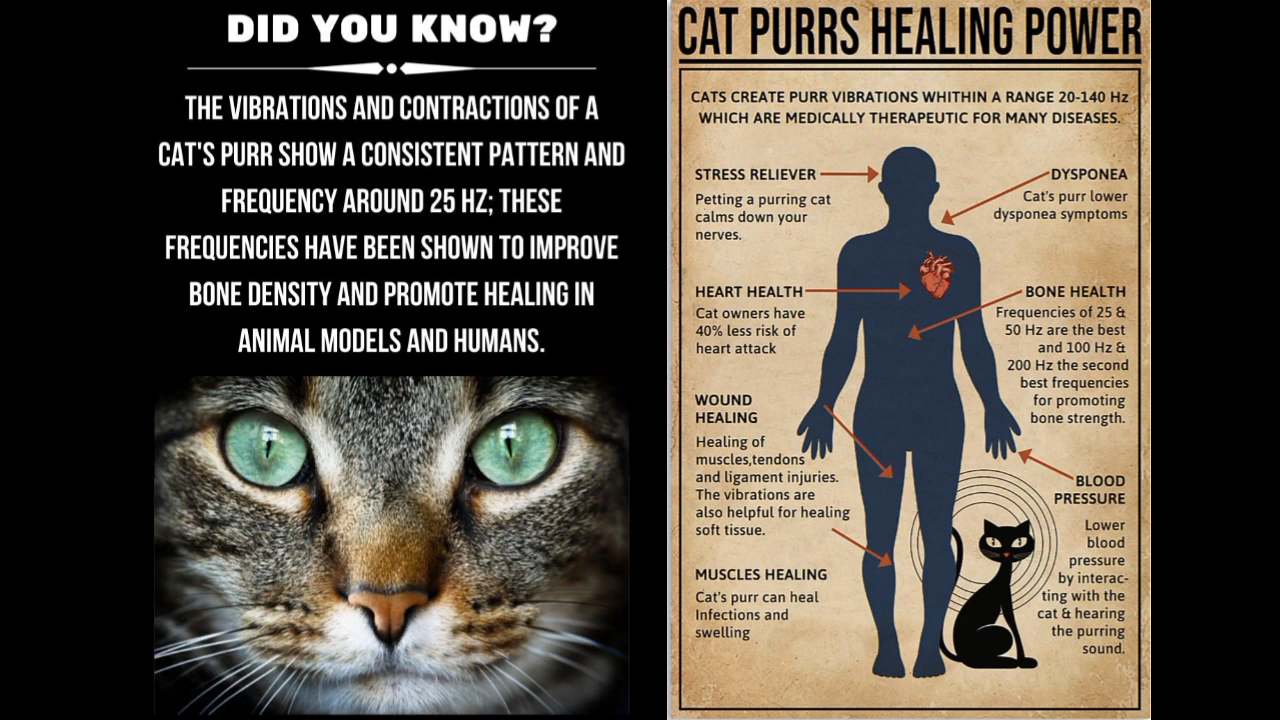 DID YOU KNOW?
THE VIBRATIONS AND CONTRACTIONS OF A
CAT'S PURR SHOW A CONSISTENT PATTERN AND
FREQUENCY AROUND 25 HZ; THESE
FREQUENCIES HAVE BEEN SHOWN TO IMPROVE
BONE DENSITY AND PROMOTE HEALING IN
ANIMAL MODELS AND HUMANS.
CAT PURRS HEALING POWER
CATS CREATE PURR VIBRATIONS WHITHIN A RANGE 20-140 Hz
WHICH ARE MEDICALLY THERAPEUTIC FOR MANY DISEASES.
STRESS RELIEVER
Petting a purring cat
calms down your
nerves.
HEART HEALTH
Cat owners have
40% less risk of
heart attack
WOUND
HEALING
Healing of
muscles,tendons
and ligament injuries.
The vibrations are
also helpful for healing
soft tissue.
MUSCLES HEALING
Cat's purr can heal
Infections and
swelling
DYSPONEA
Cat's purr lower
dysponea symptoms
BONE HEALTH
Frequencies of 25 &
50 Hz are the best
and 100 Hz &
200 Hz the second
best frequencies
for promoting
bone strength.
BLOOD
PRESSURE
Lower
blood
pressure
by interac-
ting with the
cat & hearing
the purring
sound.